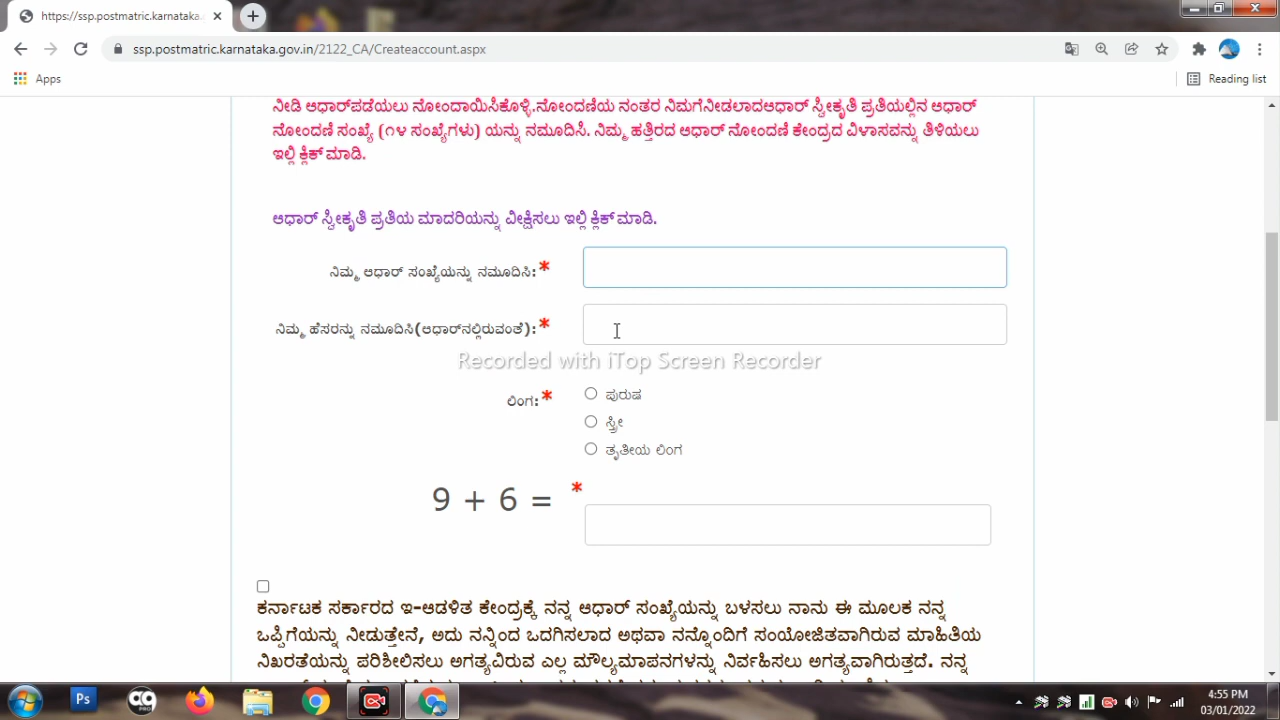 https://ssp.postmatric.karnataka.
ssp.postmatric.karnataka.gov.in/2122_CA/Createaccount.aspx
Apps
Reading list
ನೀಡಿ ಆಧಾರ್‌ಪಡೆಯಲು ನೋಂದಾಯಿಸಿಕೊಳ್ಳಿ.ನೋಂದಣಿಯ ನಂತರ ನಿಮಗೆನೀಡಲಾದಆಧಾರ್ ಸ್ವೀಕೃತಿ ಪ್ರತಿಯಲ್ಲಿನ ಆಧಾರ್
ನೋಂದಣಿ ಸಂಖ್ಯೆ (೧೪ ಸಂಖ್ಯೆಗಳು) ಯನ್ನು ನಮೂದಿಸಿ. ನಿಮ್ಮ ಹತ್ತಿರದ ಆಧಾರ್ ನೋಂದಣಿ ಕೇಂದ್ರದ ವಿಳಾಸವನ್ನು ತಿಳಿಯಲು
ಇಲ್ಲಿ ಕ್ಲಿಕ್ ಮಾಡಿ.
ಆಧಾರ್ ಸ್ವೀಕೃತಿ ಪ್ರತಿಯ ಮಾದರಿಯನ್ನು ವೀಕ್ಷಿಸಲು ಇಲ್ಲಿ ಕ್ಲಿಕ್ ಮಾಡಿ.
ನಿಮ್ಮ ಆಧಾರ್ ಸಂಖ್ಯೆಯನ್ನು ನಮೂದಿಸಿ:*
ನಿಮ್ಮ ಹೆಸರನ್ನು ನಮೂದಿಸಿ(ಆಧಾರ್‌ನಲ್ಲಿರುವಂತೆ):*
Recorded with iTop Screen Recorder
ಲಿಂಗ:*
ಪುರುಷ
ಸ್ತ್ರೀ
ತೃತೀಯ ಲಿಂಗ
9 + 6 = *
ಕರ್ನಾಟಕ ಸರ್ಕಾರದ ಇ-ಆಡಳಿತ ಕೇಂದ್ರಕ್ಕೆ ನನ್ನ ಆಧಾರ್ ಸಂಖ್ಯೆಯನ್ನು ಬಳಸಲು ನಾನು ಈ ಮೂಲಕ ನನ್ನ
ಒಪ್ಪಿಗೆಯನ್ನು ನೀಡುತ್ತೇನೆ, ಅದು ನನ್ನಿಂದ ಒದಗಿಸಲಾದ ಅಥವಾ ನನ್ನೊಂದಿಗೆ ಸಂಯೋಜಿತವಾಗಿರುವ ಮಾಹಿತಿಯ
ನಿಖರತೆಯನ್ನು ಪರಿಶೀಲಿಸಲು ಅಗತ್ಯವಿರುವ ಎಲ್ಲ ಮೌಲ್ಯಮಾಪನಗಳನ್ನು ನಿರ್ವಹಿಸಲು ಅಗತ್ಯವಾಗಿರುತ್ತದೆ. ನನ್ನ
Ps
PRO
4:55 PM
03/01/2022